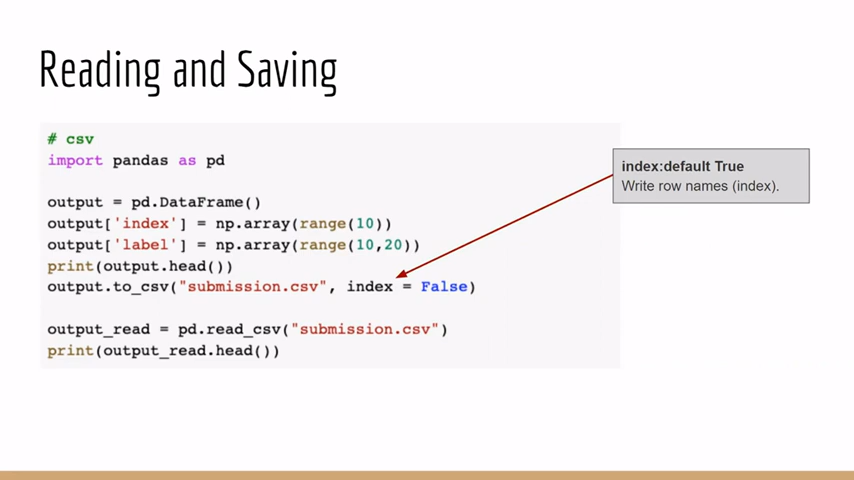 Reading and Saving
# csv
import pandas as pd
output = pd.DataFrame()
output['index'] = np.array(range(10))
output['label'] = np.array(range(10,20))
print(output.head())
output.to_csv("submission.csv", index = False)
output_read = pd.read_csv("submission.csv")
print(output_read.head())
index:default True
Write row names (index).